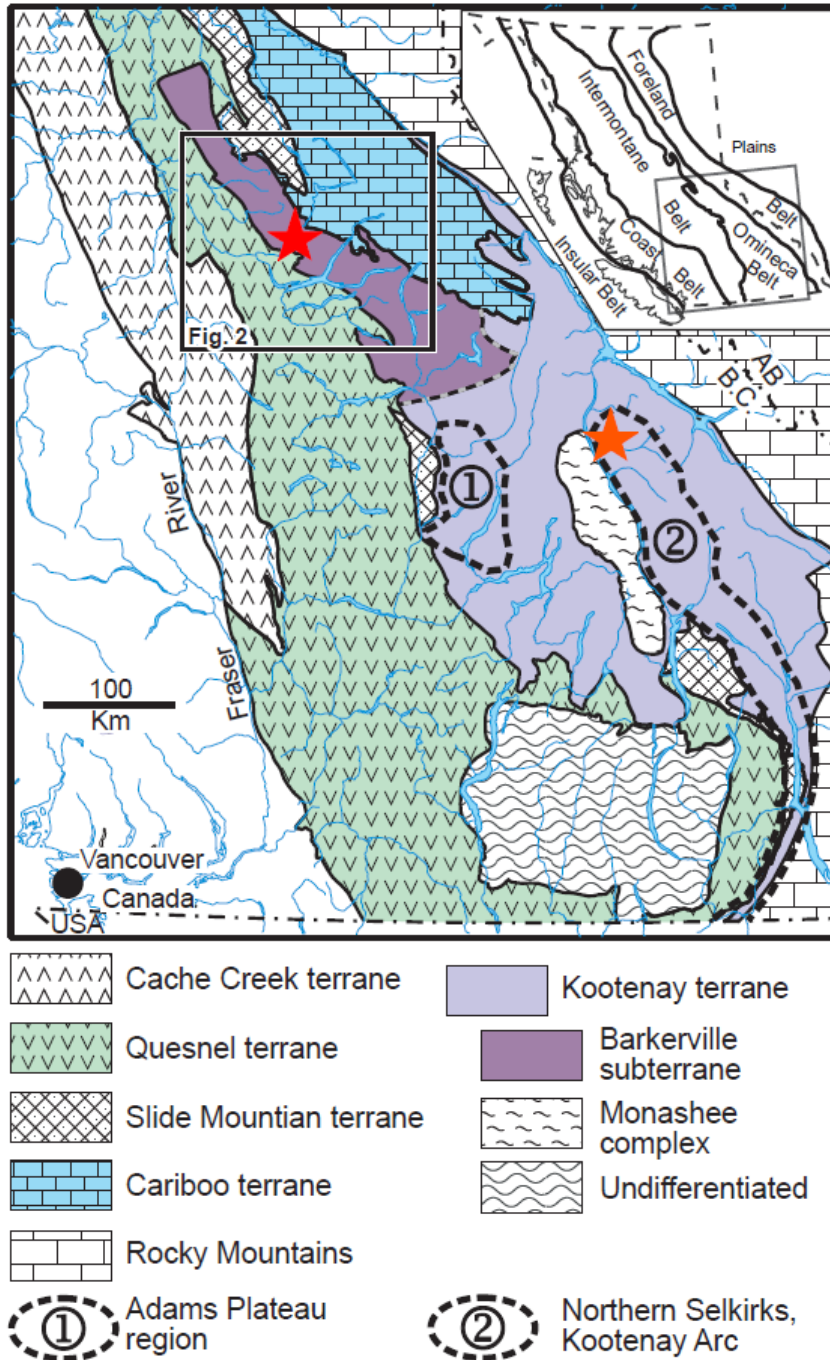 Foreland
Belt
Intermontane
Belt
Plains
Omineca
Belt
Coast
Belt
Insular Belt
Fig. 2
AB
B.C
①
②
River
Fraser
100
Km
Vancouver
Canada
USA
Cache Creek terrane
Kootenay terrane
Quesnel terrane
Barkerville
subterrane
Slide Mountian terrane
Monashee
complex
Cariboo terrane
Undifferentiated
Rocky Mountains
① Adams Plateau
region
② Northern Selkirks,
Kootenay Arc